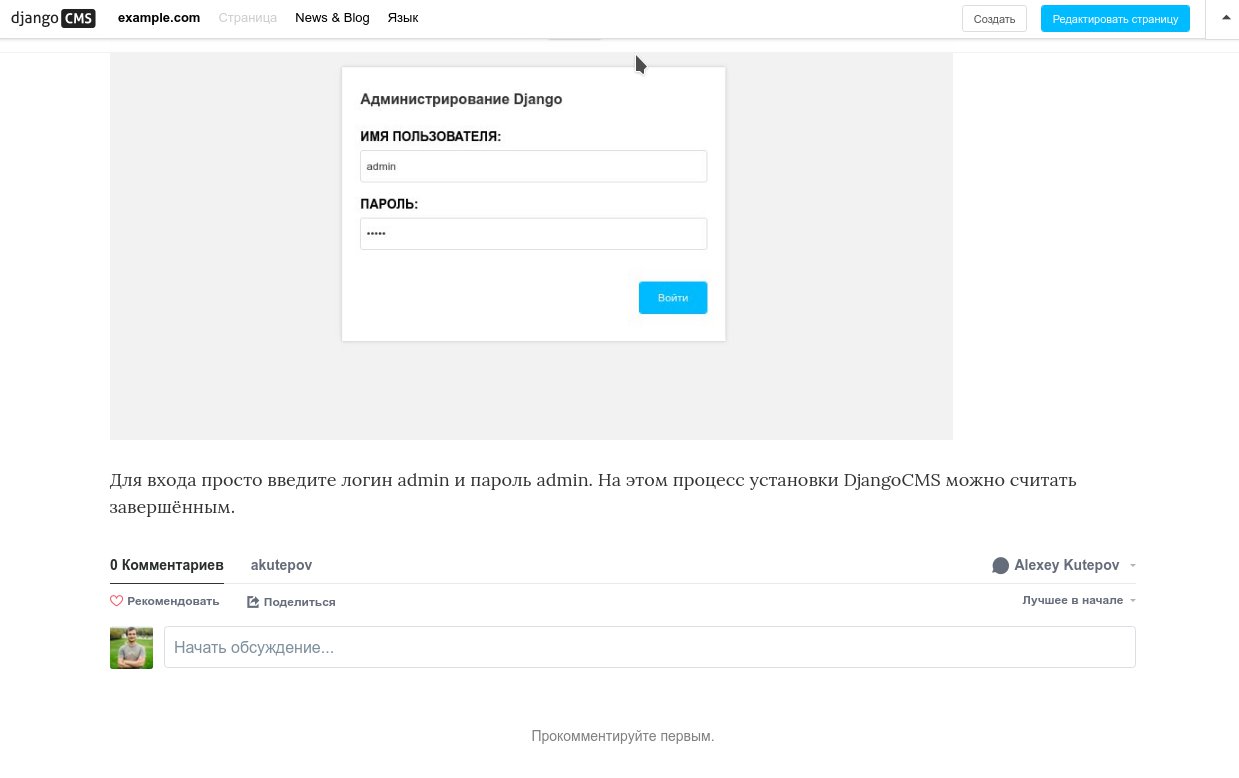 django CMS example.com Страница News & Blog Язык Создать Редактировать страницу
Администрирование Django
ИМЯ ПОЛЬЗОВАТЕЛЯ:
admin
ПАРОЛЬ:
•••••
Войти
Для входа просто введите логин admin и пароль admin. На этом процесс установки DjangoCMS можно считать
завершённым.
0 Комментариев akutepov Alexey Kutepov
Рекомендовать Поделиться Лучшее в начале
Начать обсуждение...
Прокомментируйте первым.